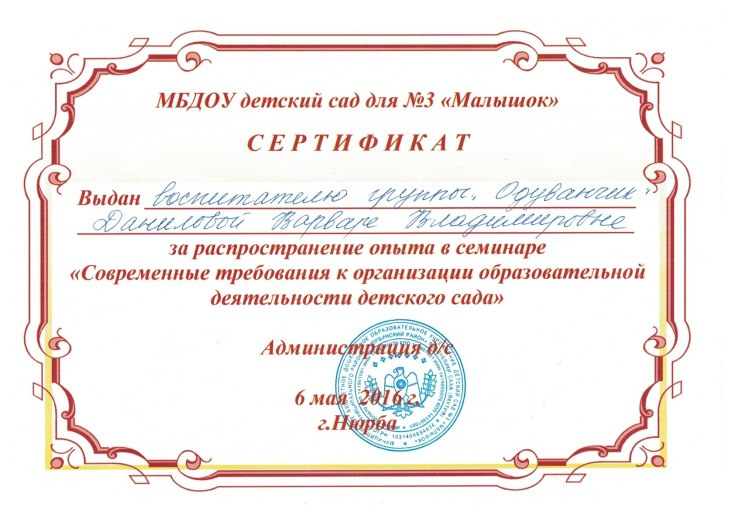 МБДОУ детский сад для №3 «Малышок»
СЕРТИФИКАТ
Выдан воспитателю группы „Одуванчик"
Даниловой Варваре Владимировне
за распространение опыта в семинаре
«Современные требования к организации образовательной
деятельности детского сада»
Администрация д/с
6 мая 2016 г.
г.Нюрба